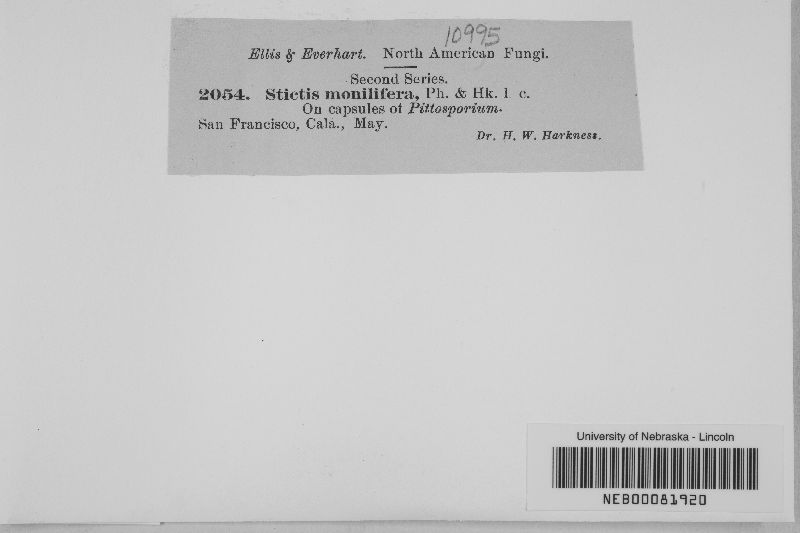 10995
Ellis & Everhart. North American Fungi.
Second Series.
2054. Stictis monilifera, Ph. & Hk. l c.
On capsules of Pittosporium.
San Francisco, Cala., May.
Dr. H. W. Harkness.
University of Nebraska - Lincoln
NEB00081920